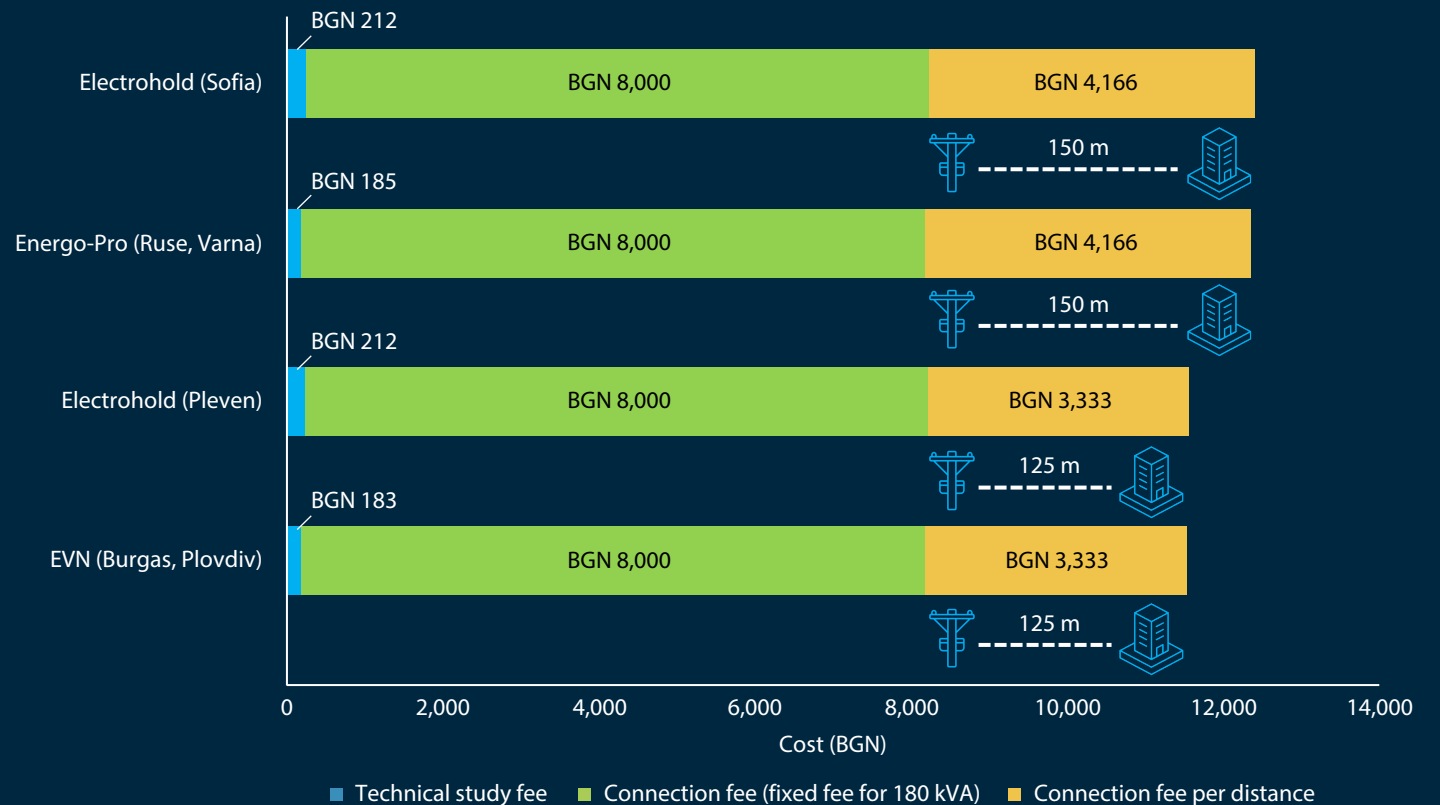 BGN 212
Electrohold (Sofia)
BGN 8,000
BGN 4,166
150 m
BGN 185
Energo-Pro (Ruse, Varna)
BGN 8,000
BGN 4,166
150 m
BGN 212
Electrohold (Pleven)
BGN 8,000
BGN 3,333
125 m
BGN 183
EVN (Burgas, Plovdiv)
BGN 8,000
BGN 3,333
125 m
0 2,000 4,000 6,000 8,000 10,000 12,000 14,000
Cost (BGN)
Technical study fee Connection fee (fixed fee for 180 kVA) Connection fee per distance